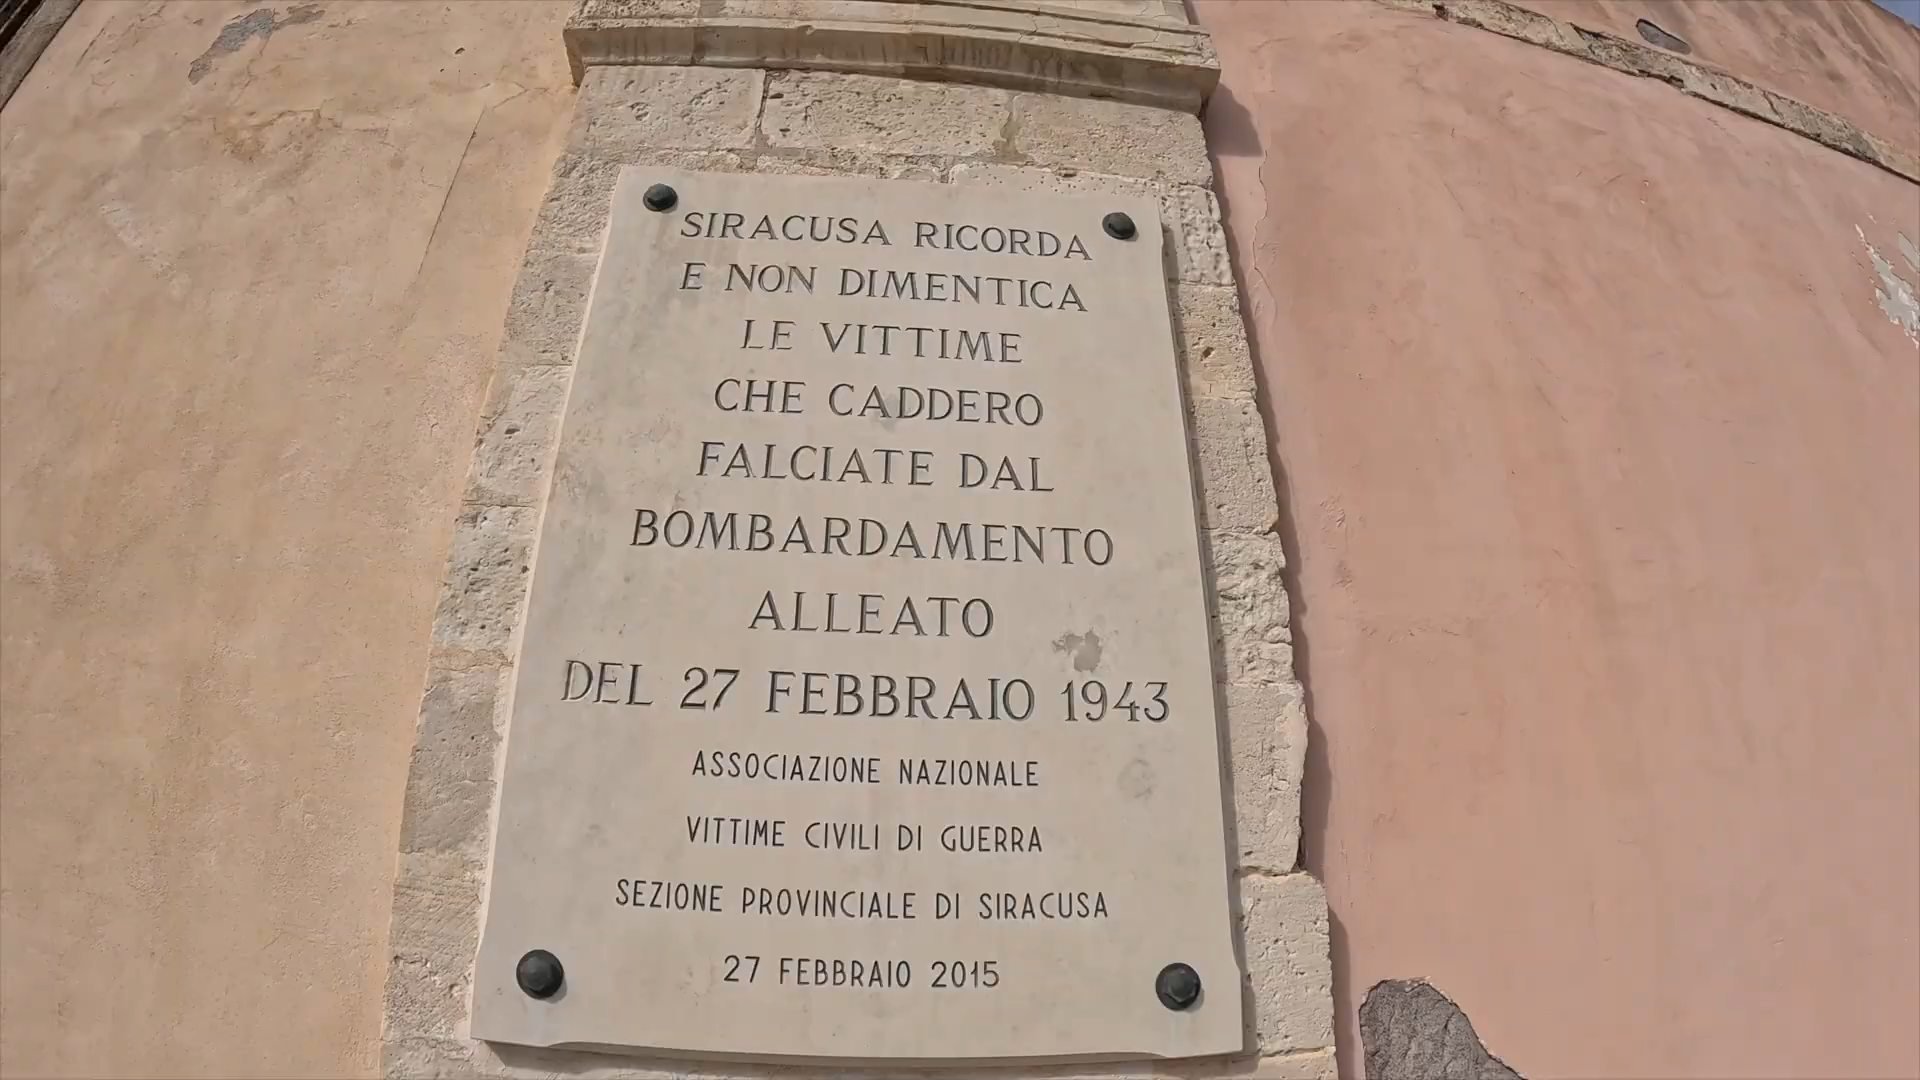 SIRACUSA RICORDA
E NON DIMENTICA
LE VITTIME
CHE CADDERO
FALCIATE DAL
BOMBARDAMENTO
ALLEATO
DEL 27 FEBBRAIO 1943
ASSOCIAZIONE NAZIONALE
VITTIME CIVILI DI GUERRA
SEZIONE PROVINCIALE DI SIRACUSA
27 FEBBRAIO 2015